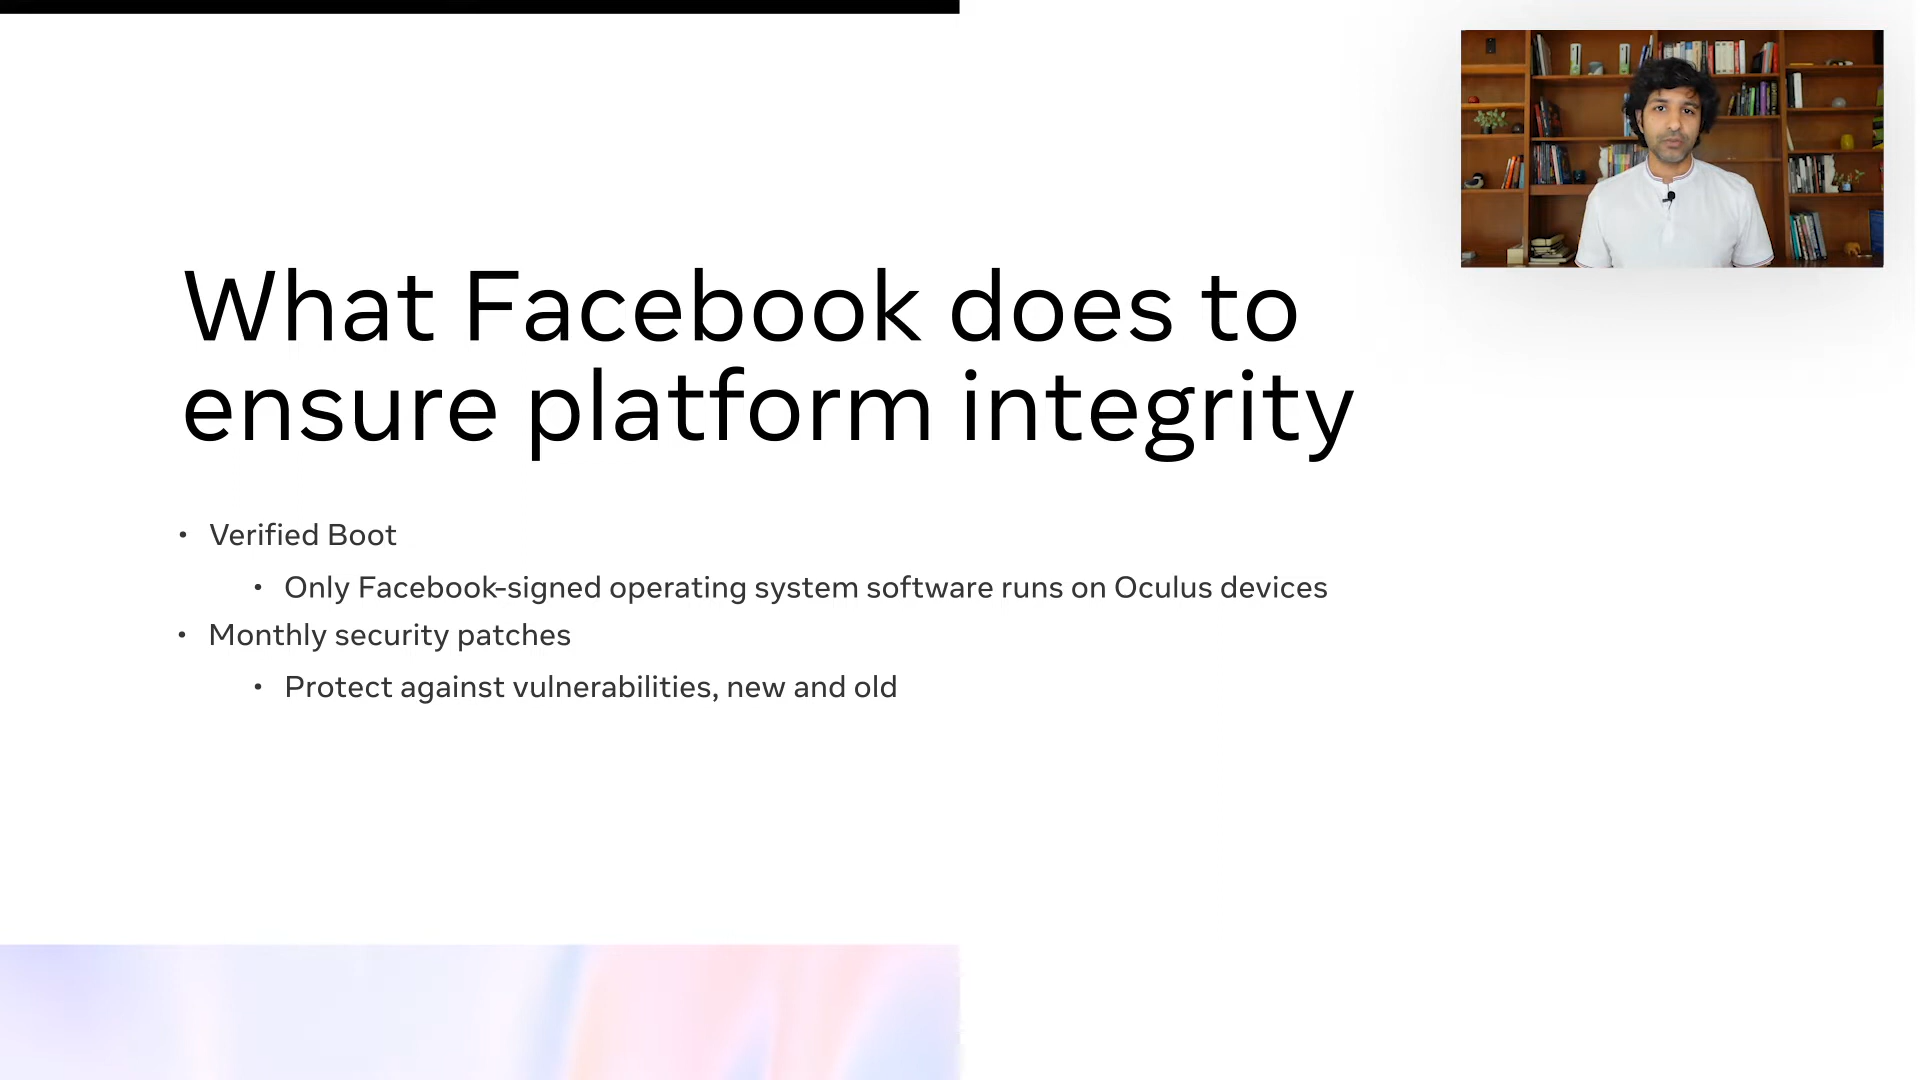 What Facebook does to
ensure platform integrity
• Verified Boot
• Only Facebook-signed operating system software runs on Oculus devices
• Monthly security patches
• Protect against vulnerabilities, new and old